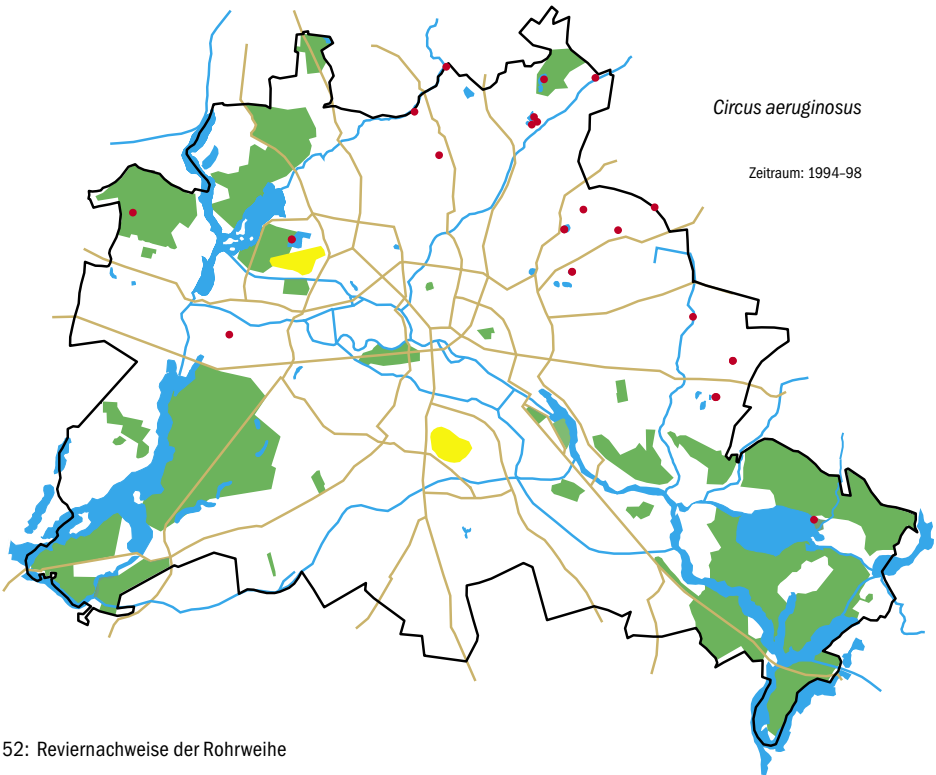 Circus aeruginosus
Zeitraum: 1994–98
52: Reviernachweise der Rohrweihe